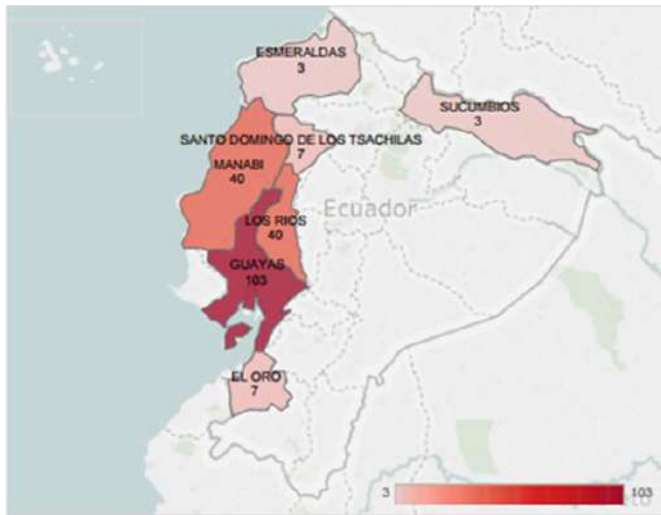 ESMERALDAS
3
SUCUMBIOS
3
SANTO DOMINGO DE LOS TSACHILAS
7
MANABI
40
Ecuador
LOS RIOS
40
GUAYAS
103
EL ORO
7
3 103